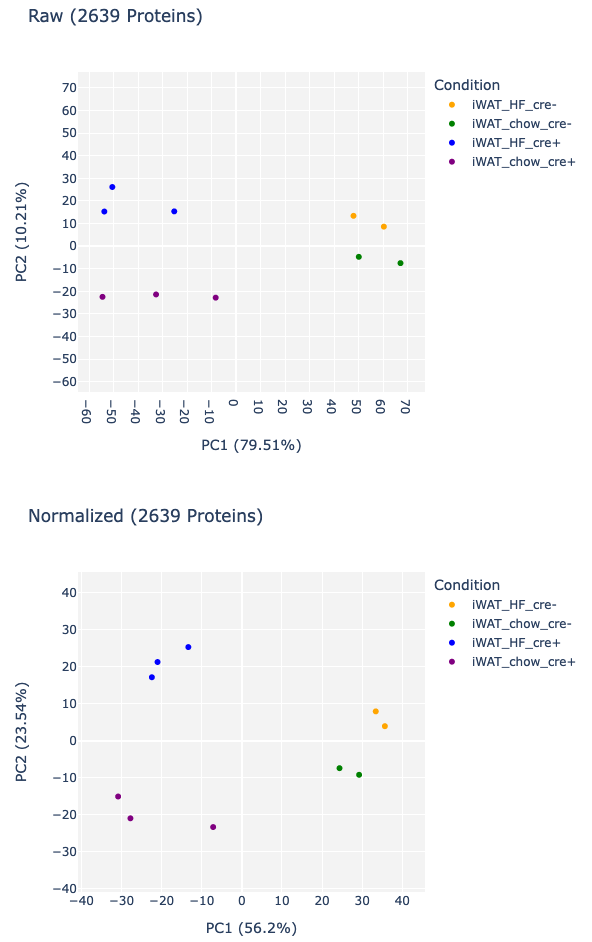 Raw (2639 Proteins)
Condition
iWAT_HF_cre-
iWAT_chow_cre-
iWAT_HF_cre+
iWAT_chow_cre+
PC2 (10.21%)
70
60
50
40
30
20
10
0
−10
−20
−30
−40
−50
−60
−60
−50
−40
−30
−20
−10
0
10
20
30
40
50
60
70
PC1 (79.51%)
Normalized (2639 Proteins)
Condition
iWAT_HF_cre-
iWAT_chow_cre-
iWAT_HF_cre+
iWAT_chow_cre+
PC2 (23.54%)
40
30
20
10
0
−10
−20
−30
−40
−40 −30 −20 −10 0 10 20 30 40
PC1 (56.2%)